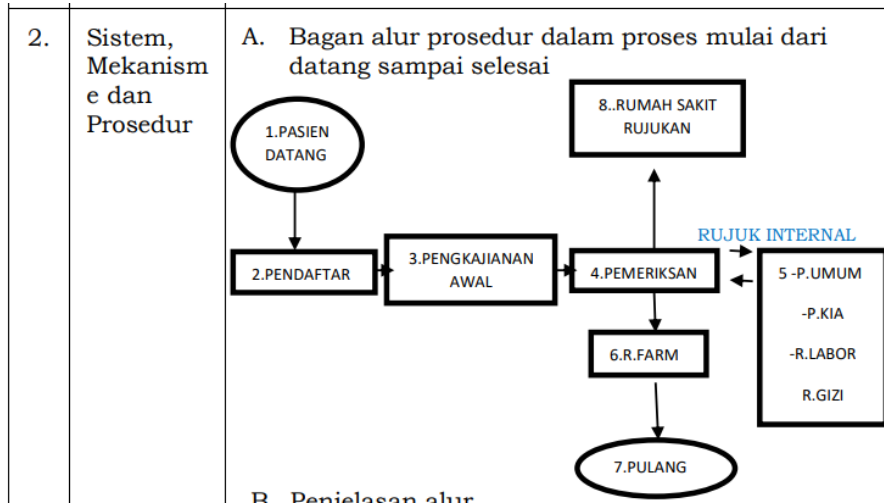 2.
Sistem,
Mekanism
e dan
Prosedur
A. Bagan alur prosedur dalam proses mulai dari
datang sampai selesai
8..RUMAH SAKIT
RUJUKAN
1.PASIEN
DATANG
RUJUK INTERNAL
2.PENDAFTAR
3.PENGKAJIANAN
AWAL
4.PEMERIKSAN
5 -P.UMUM
-P.KIA
-R.LABOR
R.GIZI
6.R.FARM
7.PULANG
B. Penjelasan alur